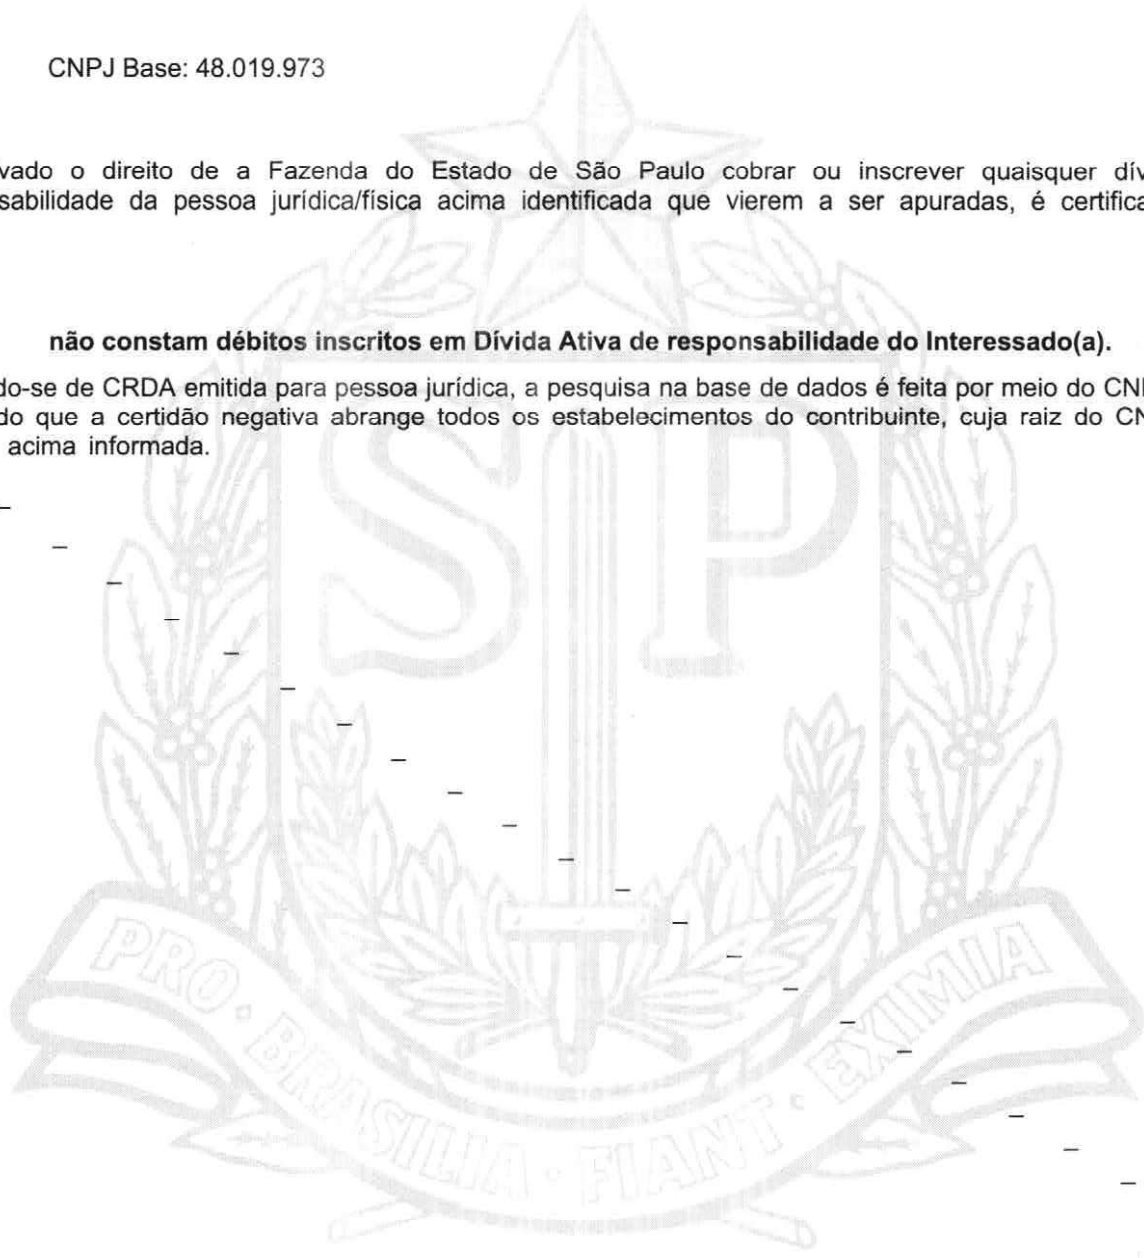 CNPJ Base: 48.019.973
vado o direito de a Fazenda do Estado de São Paulo cobrar ou inscrever quaisquer dív
sabilidade da pessoa jurídica/física acima identificada que vierem a ser apuradas, é certifica
não constam débitos inscritos em Dívida Ativa de responsabilidade do Interessado(a).
do-se de CRDA emitida para pessoa jurídica, a pesquisa na base de dados é feita por meio do CN
do que a certidão negativa abrange todos os estabelecimentos do contribuinte, cuja raiz do CN
acima informada.
SP
PRO · BRASILIA · FIANT · EXIMIA